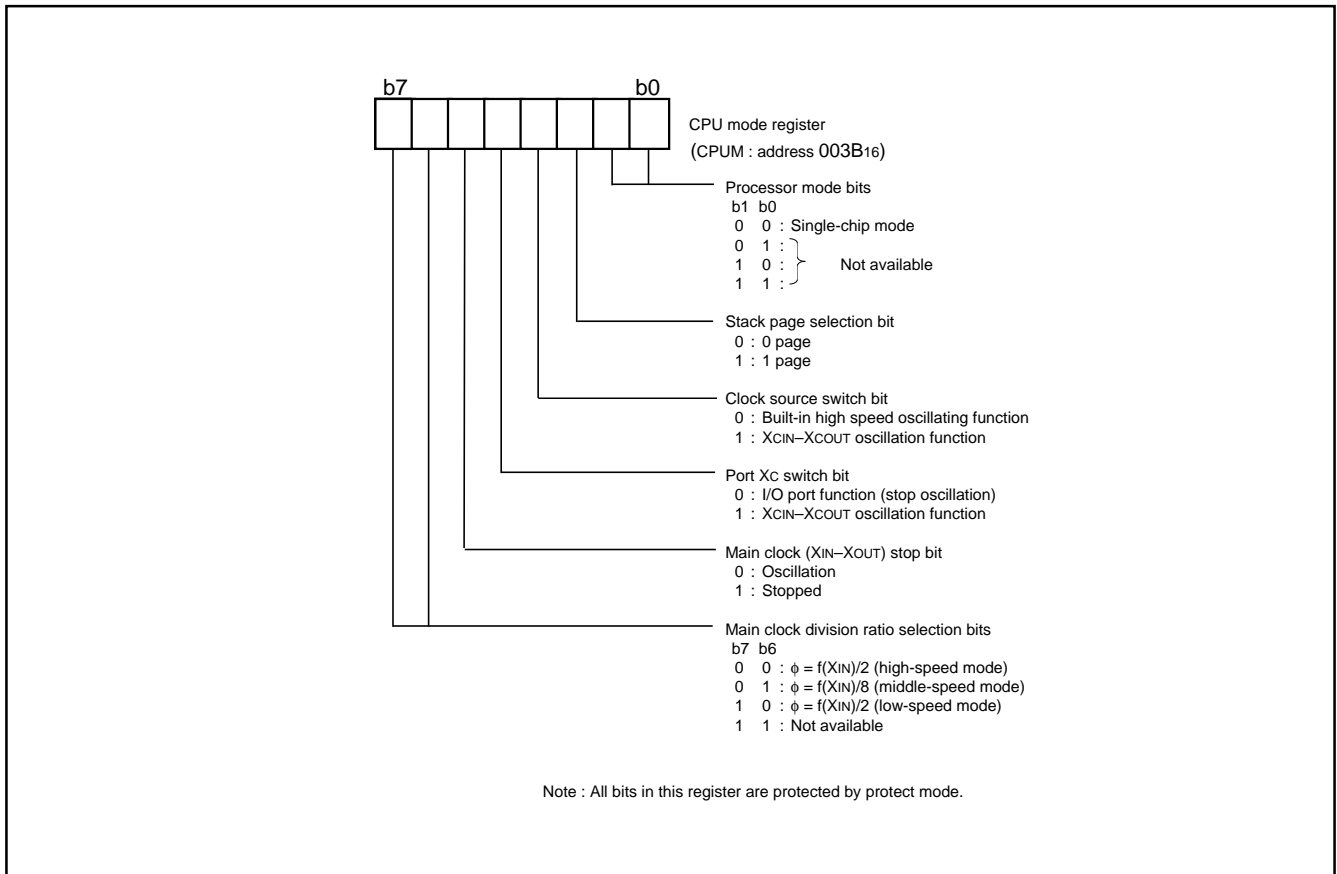 b7 b0
CPU mode register
(CPUM : address 003B16)
Processor mode bits
b1 b0
0 0 : Single-chip mode
0 1 :
1 0 : Not available
1 1 :
Stack page selection bit
0 : 0 page
1 : 1 page
Clock source switch bit
0 : Built-in high speed oscillating function
1 : XCIN–XCOUT oscillation function
Port XC switch bit
0 : I/O port function (stop oscillation)
1 : XCIN–XCOUT oscillation function
Main clock (XIN–XOUT) stop bit
0 : Oscillation
1 : Stopped
Main clock division ratio selection bits
b7 b6
0 0 : φ = f(XIN)/2 (high-speed mode)
0 1 : φ = f(XIN)/8 (middle-speed mode)
1 0 : φ = f(XIN)/2 (low-speed mode)
1 1 : Not available
Note : All bits in this register are protected by protect mode.